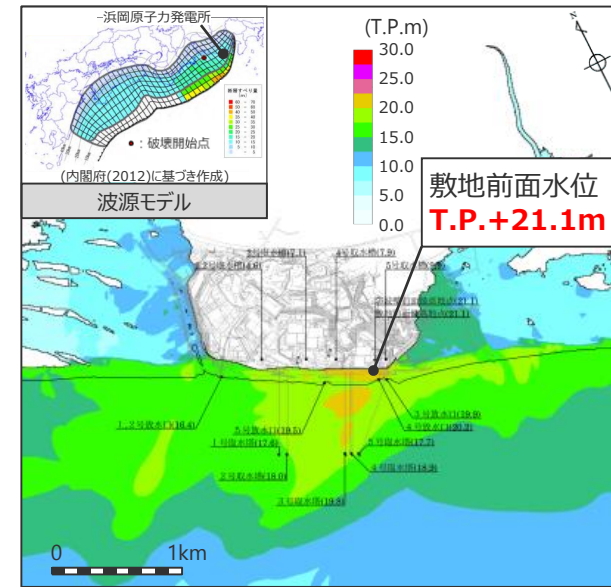 浜岡原子力発電所
●：破壊開始点
(内閣府(2012)に基づき作成)
波源モデル
(T.P.m)
30.0
25.0
20.0
15.0
10.0
5.0
0.0
敷地前面水位
T.P.+21.1m
1,2号放水口(16.4)
5号放水口(19.5)
3号放水口(19.9)
4号放水口(20.2)
1号取水塔(17.6)
5号取水塔(17.7)
2号取水塔(18.0)
4号取水塔(18.9)
3号取水塔(19.8)
0 1km